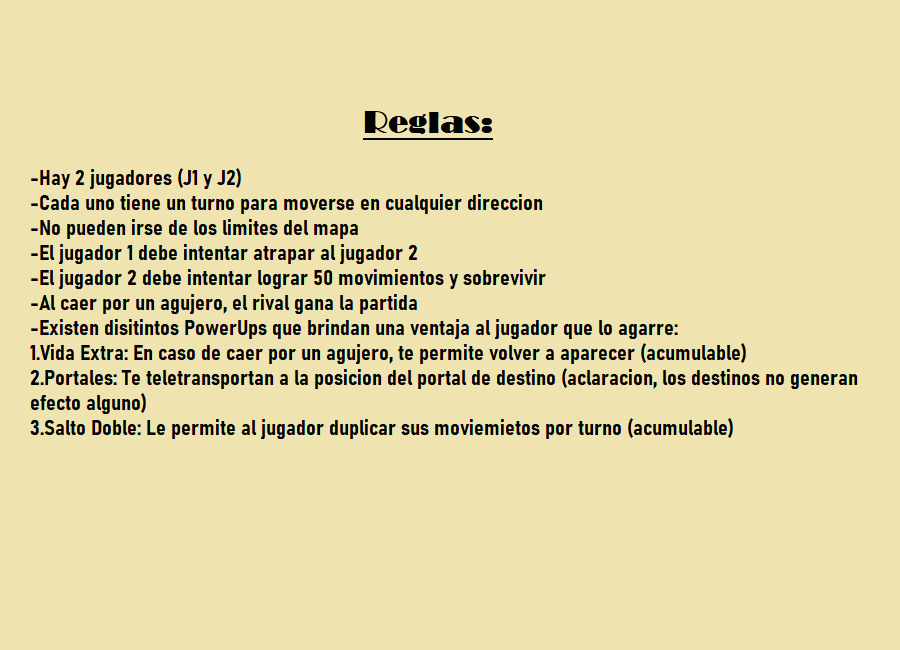 Reglas:
-Hay 2 jugadores (J1 y J2)
-Cada uno tiene un turno para moverse en cualquier direccion
-No pueden irse de los limites del mapa
-El jugador 1 debe intentar atrapar al jugador 2
-El jugador 2 debe intentar lograr 50 movimientos y sobrevivir
-Al caer por un agujero, el rival gana la partida
-Existen disitintos PowerUps que brindan una ventaja al jugador que lo agarre:
1.Vida Extra: En caso de caer por un agujero, te permite volver a aparecer (acumulable)
2.Portales: Te teletransportan a la posicion del portal de destino (aclaracion, los destinos no generan
efecto alguno)
3.Salto Doble: Le permite al jugador duplicar sus moviemietos por turno (acumulable)